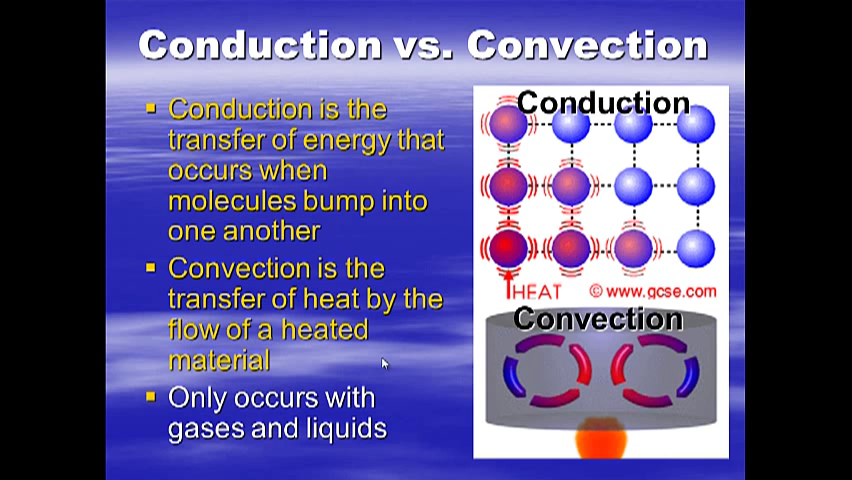 Conduction vs. Convection
Conduction is the
transfer of energy that
occurs when
molecules bump into
one another
Convection is the
transfer of heat by the
flow of a heated
material
Only occurs with
gases and liquids
Conduction
HEAT © www.gcse.com
Convection